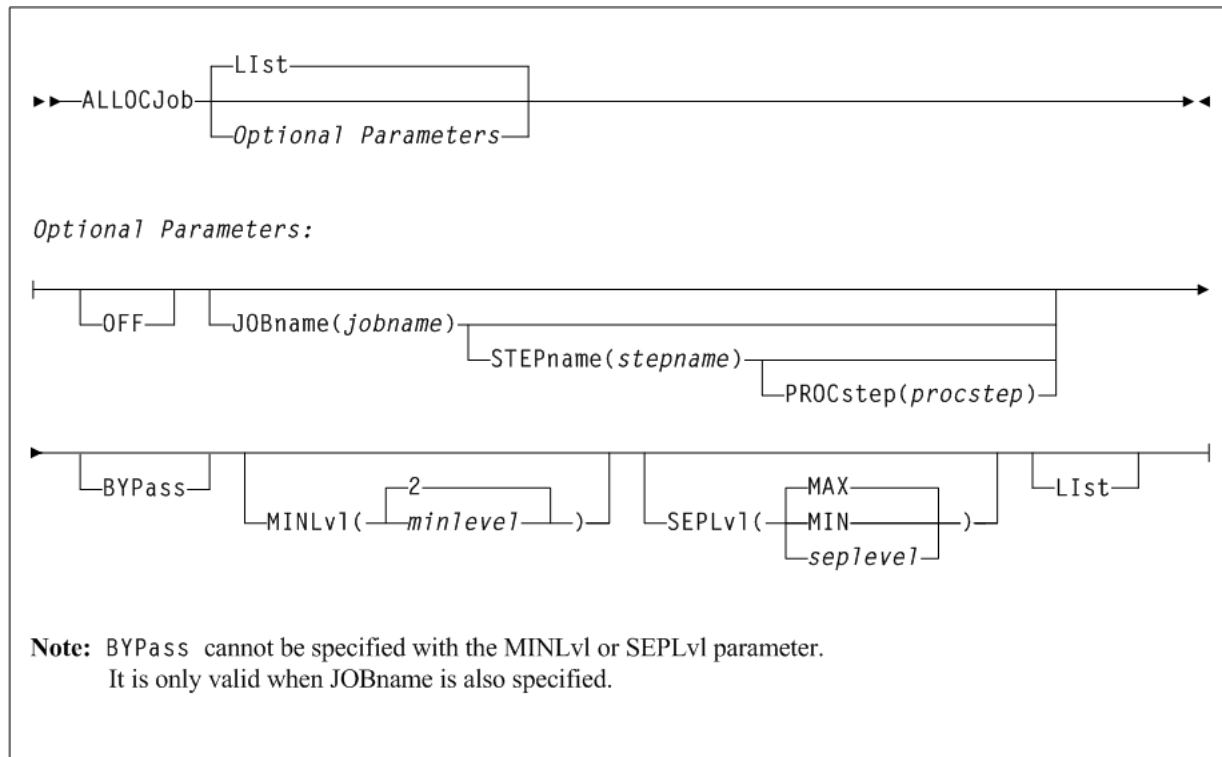 LIst
ALLOCJob
Optional Parameters
Optional Parameters:
OFF JOBname(jobname)
STEPname(stepname)
PROCstep(procstep)
BYPass 2 MAX LIst
MINLvl( minlevel ) SEPLvl( MIN )
seplevel
Note: BYPass cannot be specified with the MINLvl or SEPLvl parameter.
It is only valid when JOBname is also specified.